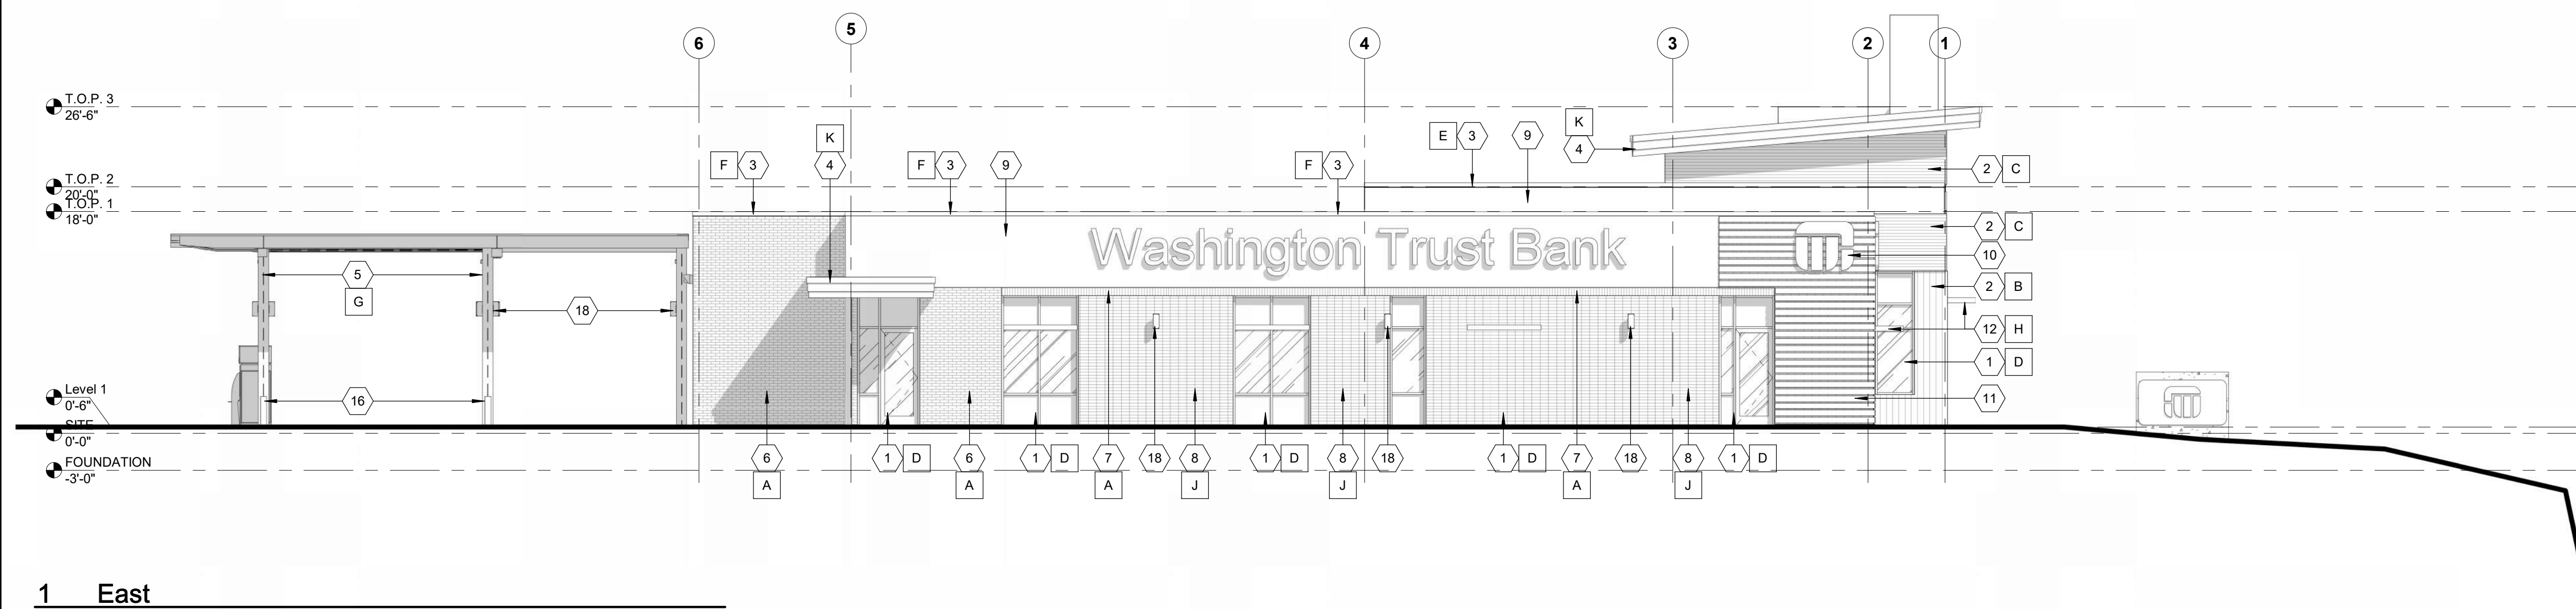 6
5
4
3
2
1
T.O.P. 3
26'-6"
K
E 3
9
K
4
F 3
4
F 3
9
F 3
2 C
T.O.P. 2
20'-0"
T.O.P. 1
18'-0"
Washington Trust Bank
2 C
10
5
G
2 B
18
12 H
1 D
Level 1
0'-6"
16
11
SITE
0'-0"
FOUNDATION
-3'-0"
6
A
1 D
6
A
1 D
7
A
18
8
J
1 D
8
J
18
1 D
7
A
18
8
J
1 D
1 East